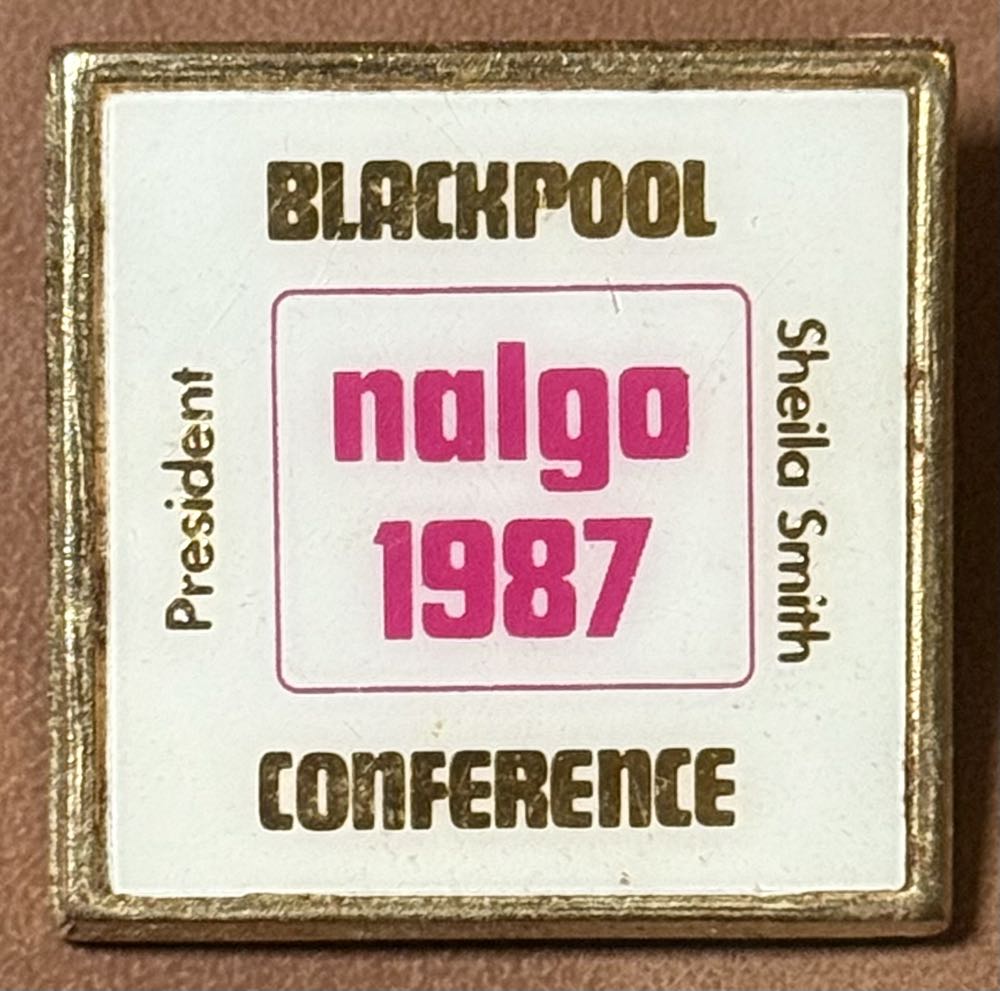 BLACKPOOL
President
nalgo
1987
Sheila Smith
CONFERENCE